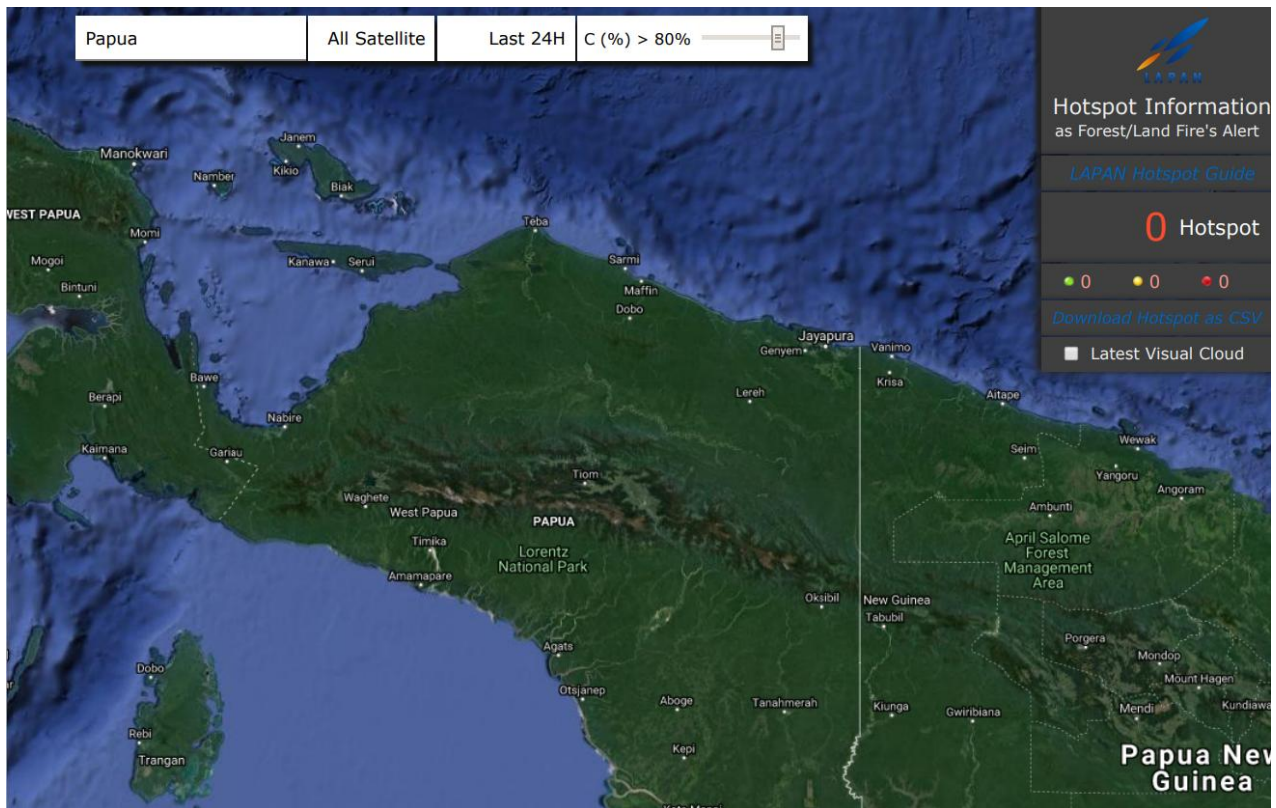 Papua
All Satellite
Last 24H
C (%) > 80%
LAPAN
Hotspot Information
as Forest/Land Fire's Alert
LAPAN Hotspot Guide
0 Hotspot
0 0 0
Download Hotspot as CSV
Latest Visual Cloud
Janem
Manokwari
Kikio
Namber
Biak
WEST PAPUA
Teba
Momi
Mogoi
Kanawa
Serui
Sarmi
Bintuni
Maffin
Dobo
Jayapura
Genyem
Vanimo
Bawe
Krisa
Berapi
Lereh
Aitape
Nabire
Wewak
Kaimana
Gariau
Seim
Tiom
Yangoru
Waghete
Angoram
West Papua
PAPUA
Ambunti
Timika
Lorentz
National Park
April Salome
Forest
Management
Area
Amamapare
Oksibil
New Guinea
Tabubil
Porgera
Agats
Mondop
Dobo
Mount Hagen
Otsjanep
Aboge
Tanahmerah
Kiunga
Gwiribiana
Mendi
Kundiawa
Rebi
Trangan
Kepi
Papua New
Guinea